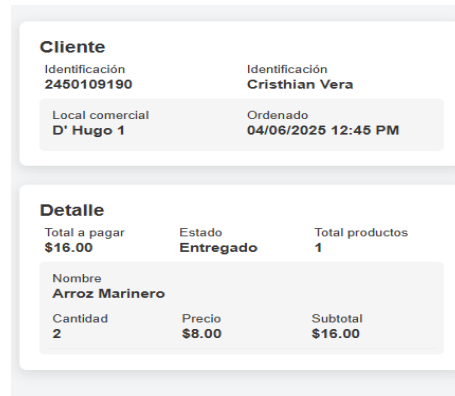 Cliente
Identificación Identificación
2450109190 Cristhian Vera
Local comercial Ordenado
D' Hugo 1 04/06/2025 12:45 PM
Detalle
Total a pagar Estado Total productos
$16.00 Entregado 1
Nombre
Arroz Marinero
Cantidad Precio Subtotal
2 $8.00 $16.00